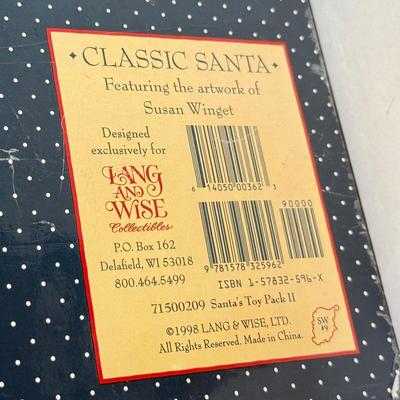 • CLASSIC SANTA •
Featuring the artwork of
Susan Winget
Designed
exclusively for
LANG
AND
WISE
Collectibles
P.O. Box 162
Delafield, WI 53018
800.464.5499
6 14050 00362 3
90000
9 781578 325962
ISBN 1-57832-596-X
71500209 Santa's Toy Pack II
©1998 LANG & WISE, LTD.
All Rights Reserved. Made in China.
SW
#9